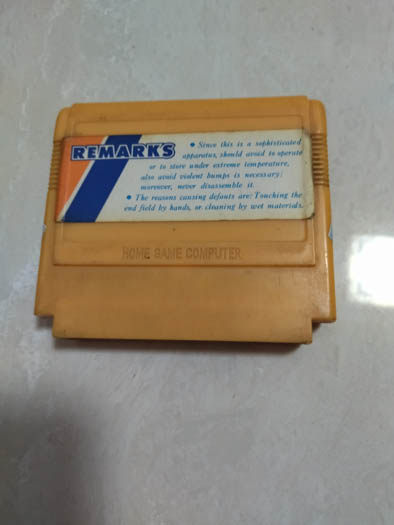 REMARKS
• Since this is a sophisticated
apparatus, should avoid to operate
or to store under extreme temperature,
also avoid violent bumps is necessary;
moreover, never disassemble it.
• The reasons causing defouts are: Touching the
end field by hands, or cleaning by wet materials.
HOME GAME COMPUTER